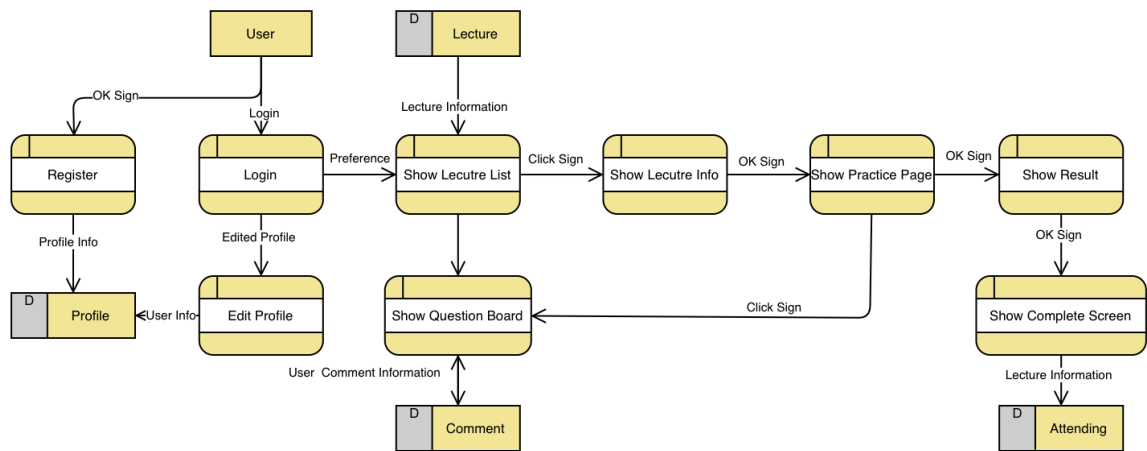 User
D
Lecture
OK Sign
Login
Lecture Information
Register
Login
Preference
Show Lecutre List
Click Sign
Show Lecutre Info
OK Sign
Show Practice Page
OK Sign
Show Result
Profile Info
Edited Profile
OK Sign
D
Profile
User Info
Edit Profile
Show Question Board
Click Sign
Show Complete Screen
User Comment Information
Lecture Information
D
Comment
D
Attending